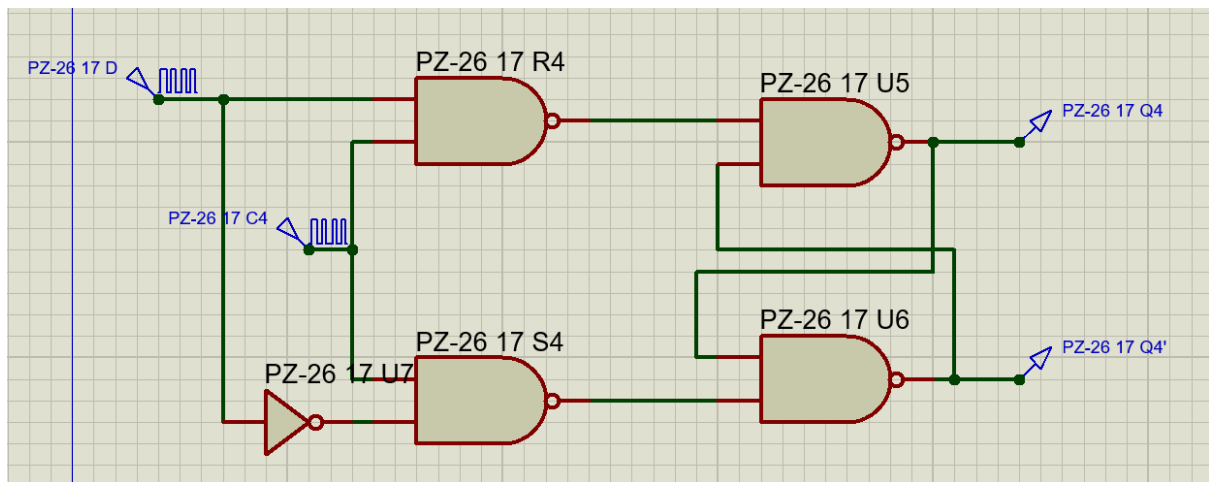 PZ-26 17 D
PZ-26 17 R4
PZ-26 17 U5
PZ-26 17 Q4
PZ-26 17 C4
PZ-26 17 S4
PZ-26 17 U6
PZ-26 17 Q4'
PZ-26 17 U7